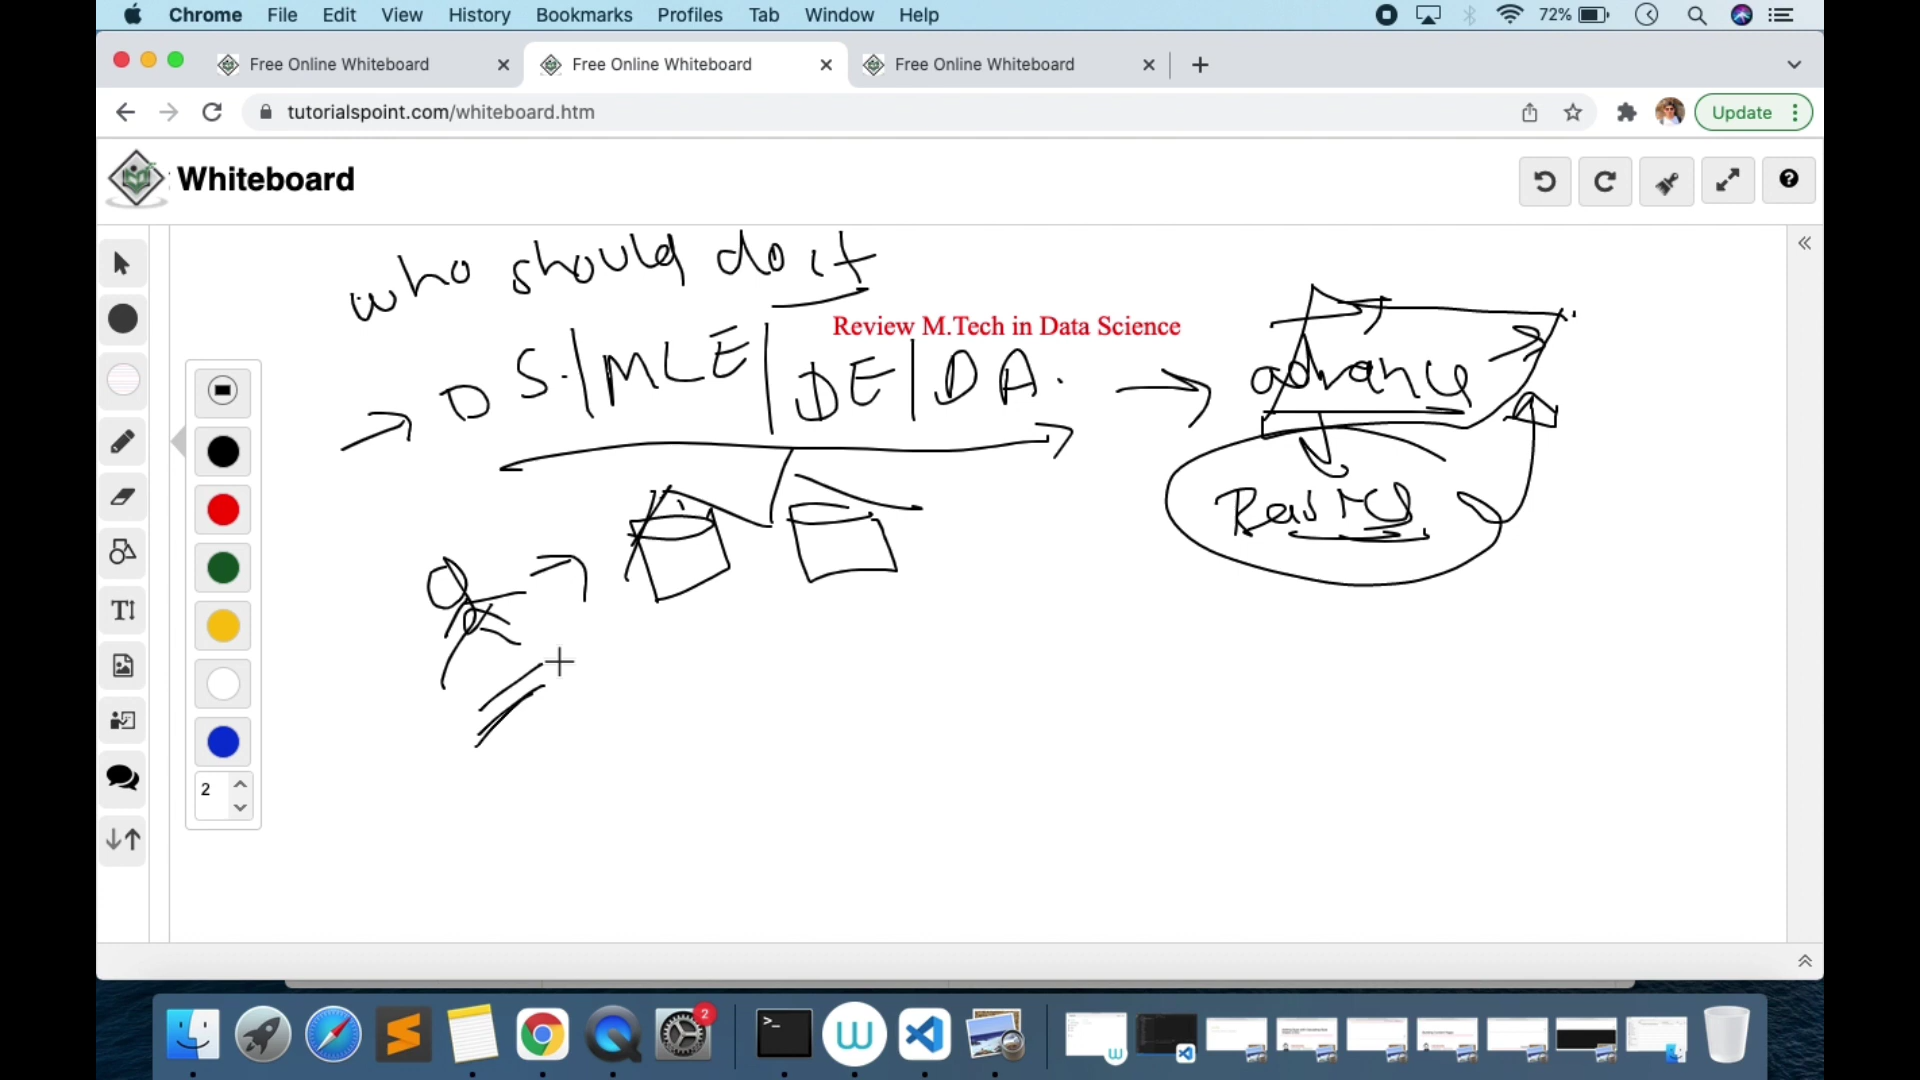 Chrome File Edit View History Bookmarks Profiles Tab Window Help 72%
Free Online Whiteboard Free Online Whiteboard Free Online Whiteboard
tutorialspoint.com/whiteboard.htm Update
Whiteboard
who should do it
Review M.Tech in Data Science
DS.|MLE|DE|DA. → advance
2
2